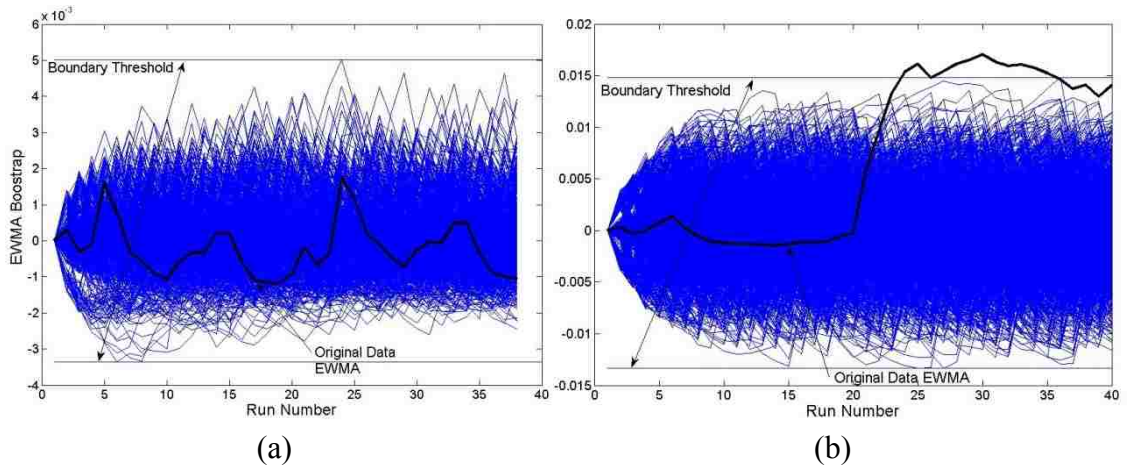 x 10⁻³
6
5
4
3
2
1
0
-1
-2
-3
-4
0 5 10 15 20 25 30 35 40
EWMA Boostrap
Run Number
Boundary Threshold
Original Data
EWMA
(a)
0.02
0.015
0.01
0.005
0
-0.005
-0.01
-0.015
0 5 10 15 20 25 30 35 40
Run Number
Boundary Threshold
Original Data EWMA
(b)